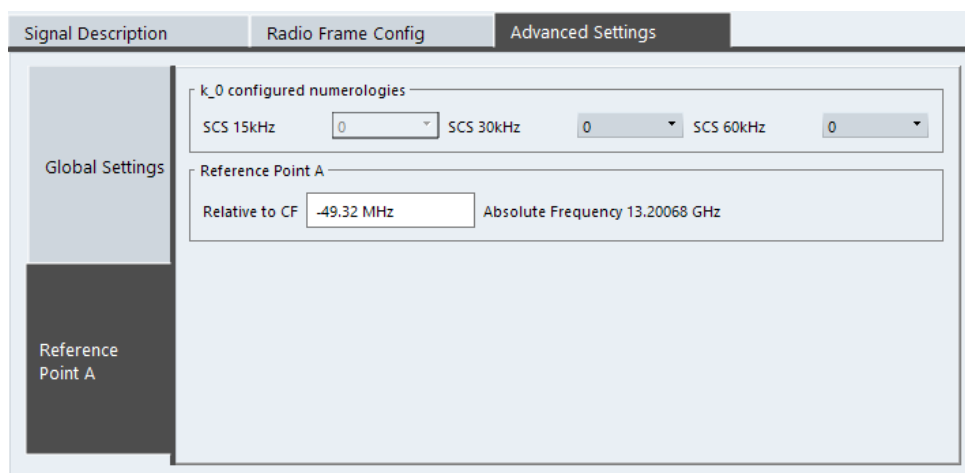 Signal Description Radio Frame Config Advanced Settings
Global Settings
Reference
Point A
k_0 configured numerologies
SCS 15kHz 0 SCS 30kHz 0 SCS 60kHz 0
Reference Point A
Relative to CF -49.32 MHz Absolute Frequency 13.20068 GHz